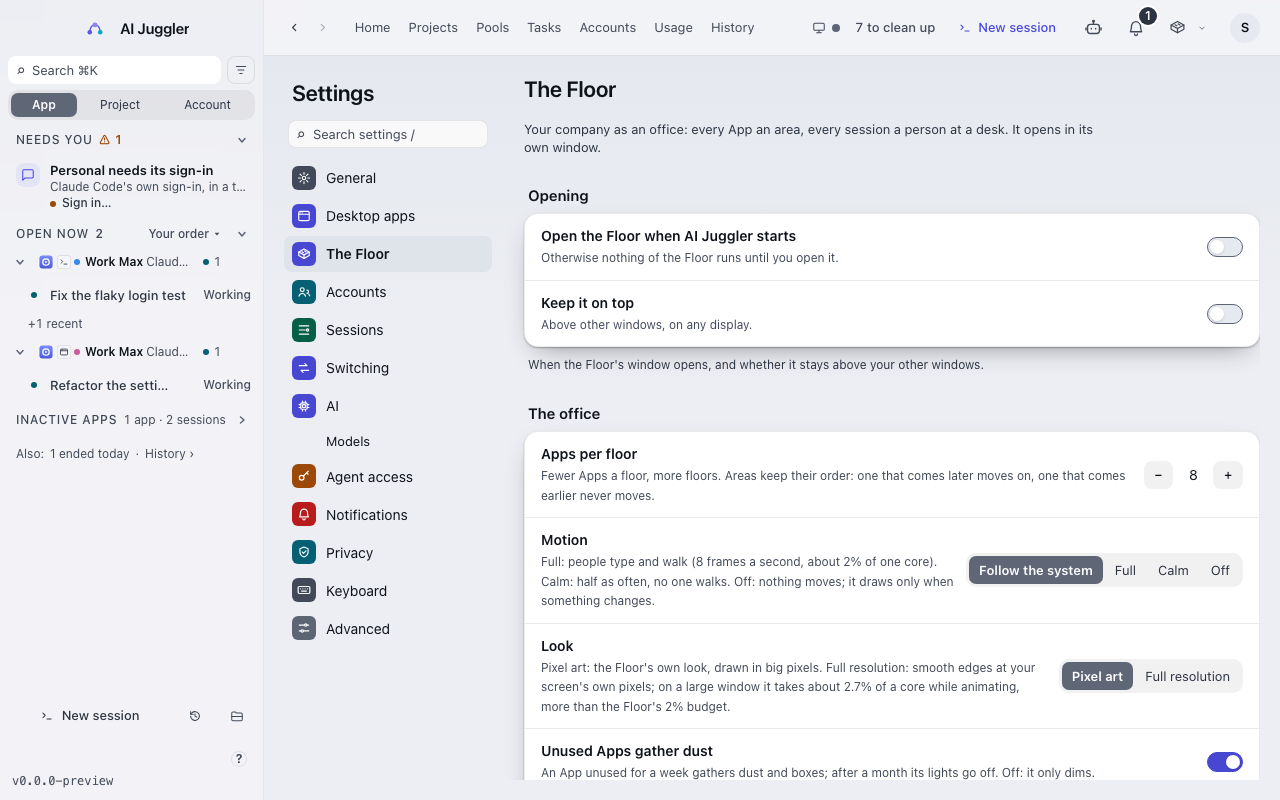 AI Juggler
Search ⌘K
App Project Account
NEEDS YOU 1
Personal needs its sign-in
Claude Code's own sign-in, in a t...
Sign in...
OPEN NOW 2 Your order
Work Max Claud... 1
Fix the flaky login test Working
+1 recent
Work Max Claud... 1
Refactor the setti... Working
INACTIVE APPS 1 app · 2 sessions
Also: 1 ended today · History ›
New session
?
v0.0.0-preview
Home Projects Pools Tasks Accounts Usage History
7 to clean up
New session
1
S
Settings
Search settings /
General
Desktop apps
The Floor
Accounts
Sessions
Switching
AI
Models
Agent access
Notifications
Privacy
Keyboard
Advanced
The Floor
Your company as an office: every App an area, every session a person at a desk. It opens in its
own window.
Opening
Open the Floor when AI Juggler starts
Otherwise nothing of the Floor runs until you open it.
Keep it on top
Above other windows, on any display.
When the Floor's window opens, and whether it stays above your other windows.
The office
Apps per floor
Fewer Apps a floor, more floors. Areas keep their order: one that comes later moves on, one that comes
earlier never moves.
− 8 +
Motion
Full: people type and walk (8 frames a second, about 2% of one core).
Calm: half as often, no one walks. Off: nothing moves; it draws only when
something changes.
Follow the system Full Calm Off
Look
Pixel art: the Floor's own look, drawn in big pixels. Full resolution: smooth edges at your
screen's own pixels; on a large window it takes about 2.7% of a core while animating,
more than the Floor's 2% budget.
Pixel art Full resolution
Unused Apps gather dust
An App unused for a week gathers dust and boxes; after a month its lights go off. Off: it only dims.